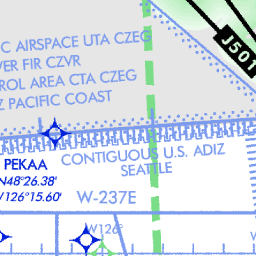 C AIRSPACE UTA CZEG
VER FIR CZVR
ROL AREA CTA CZEG
Z PACIFIC COAST
J501
PEKAA
N48°26.38'
W126°15.60'
CONTIGUOUS U.S. ADIZ
SEATTLE
W-237E
W126°